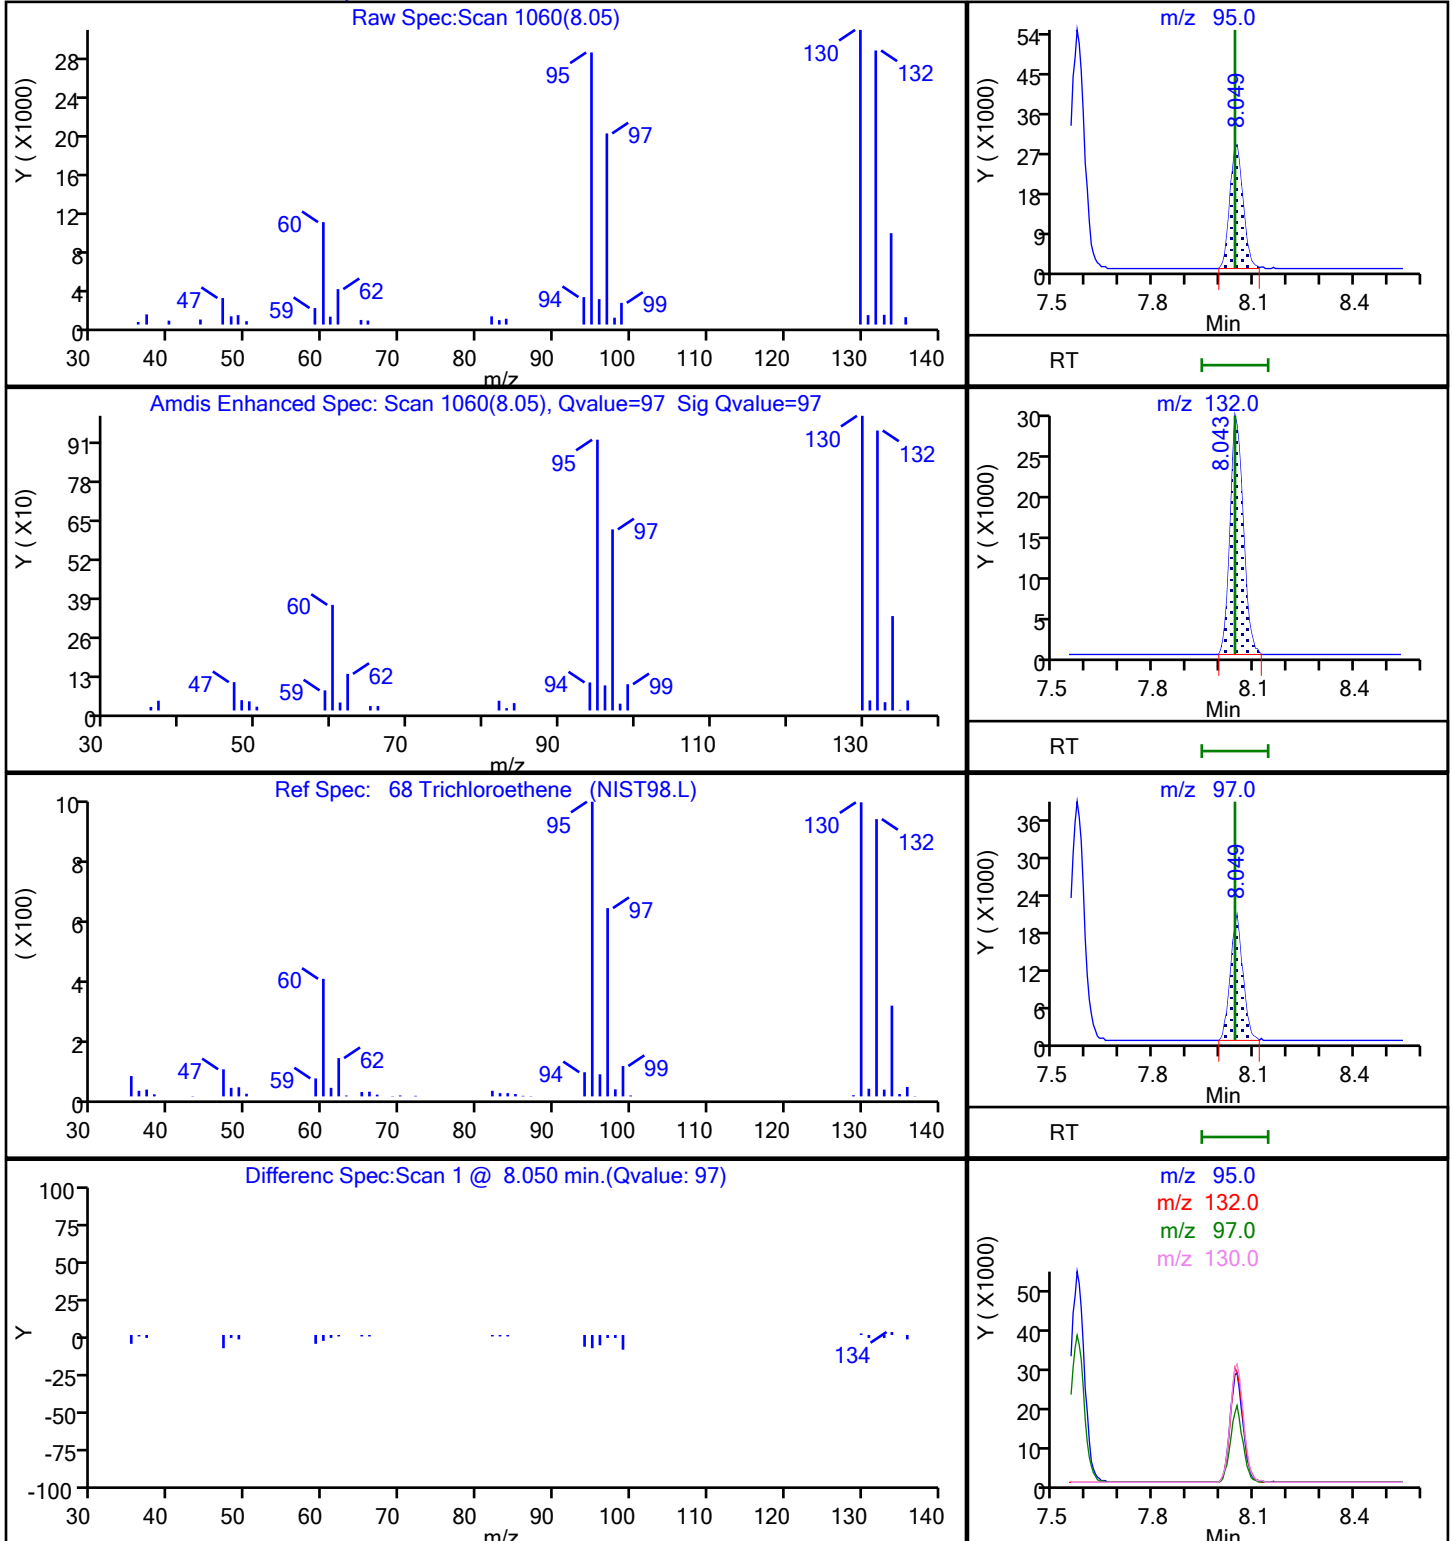 Raw Spec:Scan 1060(8.05)
Y ( X1000)
28
24
20
16
12
8
4
0
130
132
95
97
60
47
59
62
94
99
30 40 50 60 70 80 90 100 110 120 130 140
m/z
m/z 95.0
Y ( X1000)
54
45
36
27
18
9
0
8.049
7.5 7.8 8.1 8.4
Min
RT
Amdis Enhanced Spec: Scan 1060(8.05), Qvalue=97 Sig Qvalue=97
Y ( X10)
91
78
65
52
39
26
13
0
130
132
95
97
60
47
59
62
94
99
30 50 70 90 110 130
m/z
m/z 132.0
Y ( X1000)
30
25
20
15
10
5
0
8.043
7.5 7.8 8.1 8.4
Min
RT
Ref Spec: 68 Trichloroethene (NIST98.L)
( X100)
10
8
6
4
2
0
95
130
132
97
60
47
59
62
94
99
30 40 50 60 70 80 90 100 110 120 130 140
m/z 97.0
Y ( X1000)
36
30
24
18
12
6
0
8.049
7.5 7.8 8.1 8.4
Min
RT
Differenc Spec:Scan 1 @ 8.050 min.(Qvalue: 97)
Y
100
75
50
25
0
-25
-50
-75
-100
134
30 40 50 60 70 80 90 100 110 120 130 140
m/z
m/z 95.0
m/z 132.0
m/z 97.0
m/z 130.0
Y ( X1000)
50
40
30
20
10
0
7.5 7.8 8.1 8.4
Min